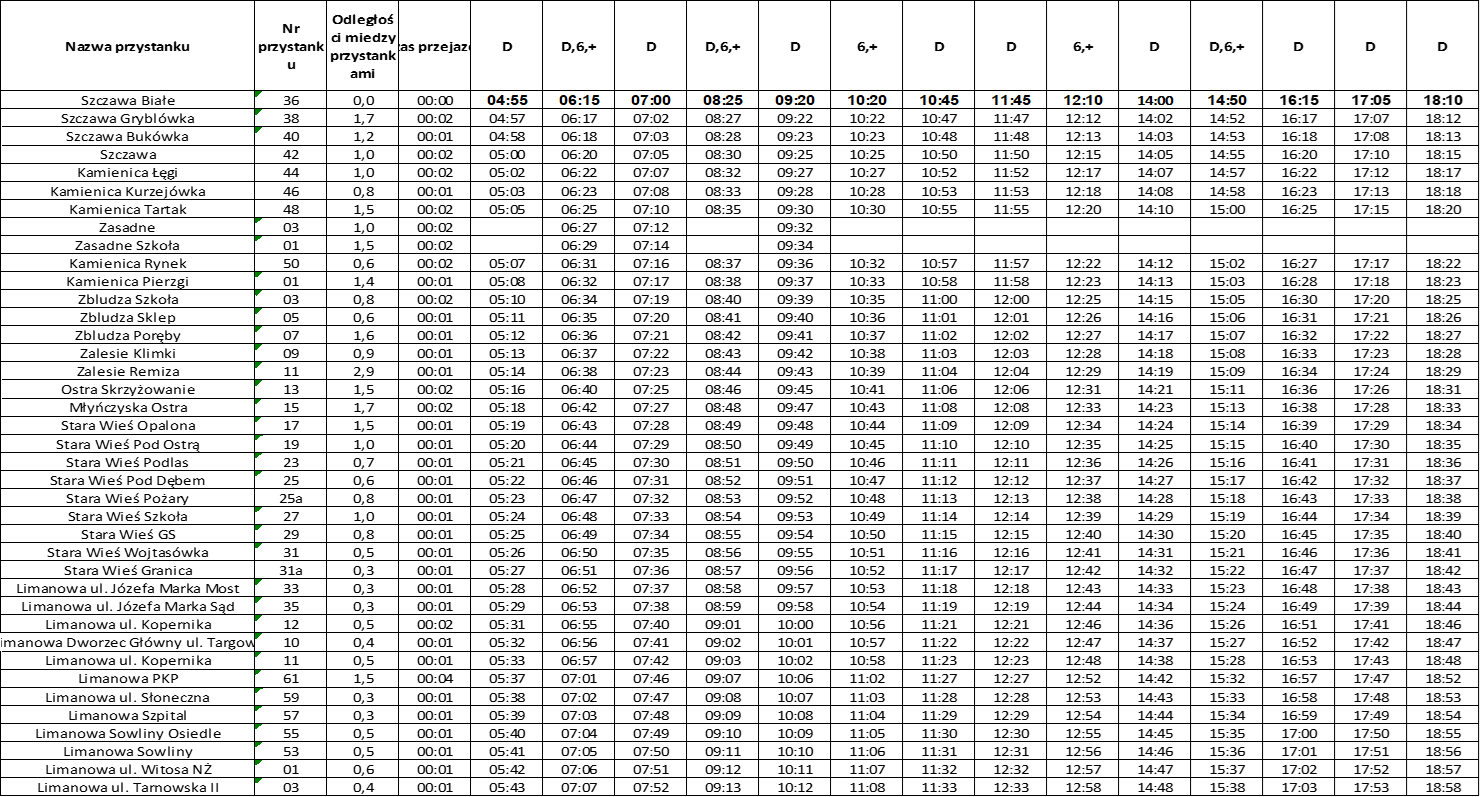 Nazwa przystanku Nr przystank u Odległoś ci miedzy przystank ami as przejazd D D,6,+ D D,6,+ D 6,+ D D 6,+ D D,6,+ D D D
Szczawa Białe 36 0,0 00:00 04:55 06:15 07:00 08:25 09:20 10:20 10:45 11:45 12:10 14:00 14:50 16:15 17:05 18:10
Szczawa Gryblówka 38 1,7 00:02 04:57 06:17 07:02 08:27 09:22 10:22 10:47 11:47 12:12 14:02 14:52 16:17 17:07 18:12
Szczawa Bukówka 40 1,2 00:01 04:58 06:18 07:03 08:28 09:23 10:23 10:48 11:48 12:13 14:03 14:53 16:18 17:08 18:13
Szczawa 42 1,0 00:02 05:00 06:20 07:05 08:30 09:25 10:25 10:50 11:50 12:15 14:05 14:55 16:20 17:10 18:15
Kamienica Łęgi 44 1,0 00:02 05:02 06:22 07:07 08:32 09:27 10:27 10:52 11:52 12:17 14:07 14:57 16:22 17:12 18:17
Kamienica Kurzejówka 46 0,8 00:01 05:03 06:23 07:08 08:33 09:28 10:28 10:53 11:53 12:18 14:08 14:58 16:23 17:13 18:18
Kamienica Tartak 48 1,5 00:02 05:05 06:25 07:10 08:35 09:30 10:30 10:55 11:55 12:20 14:10 15:00 16:25 17:15 18:20
Zasadne 03 1,0 00:02 06:27 07:12 09:32
Zasadne Szkoła 01 1,5 00:02 06:29 07:14 09:34
Kamienica Rynek 50 0,6 00:02 05:07 06:31 07:16 08:37 09:36 10:32 10:57 11:57 12:22 14:12 15:02 16:27 17:17 18:22
Kamienica Pierzgi 01 1,4 00:01 05:08 06:32 07:17 08:38 09:37 10:33 10:58 11:58 12:23 14:13 15:03 16:28 17:18 18:23
Zbludza Szkoła 03 0,8 00:02 05:10 06:34 07:19 08:40 09:39 10:35 11:00 12:00 12:25 14:15 15:05 16:30 17:20 18:25
Zbludza Sklep 05 0,6 00:01 05:11 06:35 07:20 08:41 09:40 10:36 11:01 12:01 12:26 14:16 15:06 16:31 17:21 18:26
Zbludza Poręby 07 1,6 00:01 05:12 06:36 07:21 08:42 09:41 10:37 11:02 12:02 12:27 14:17 15:07 16:32 17:22 18:27
Zalesie Klimki 09 0,9 00:01 05:13 06:37 07:22 08:43 09:42 10:38 11:03 12:03 12:28 14:18 15:08 16:33 17:23 18:28
Zalesie Remiza 11 2,9 00:01 05:14 06:38 07:23 08:44 09:43 10:39 11:04 12:04 12:29 14:19 15:09 16:34 17:24 18:29
Ostra Skrzyżowanie 13 1,5 00:02 05:16 06:40 07:25 08:46 09:45 10:41 11:06 12:06 12:31 14:21 15:11 16:36 17:26 18:31
Młyńczyska Ostra 15 1,7 00:02 05:18 06:42 07:27 08:48 09:47 10:43 11:08 12:08 12:33 14:23 15:13 16:38 17:28 18:33
Stara Wieś Opalona 17 1,5 00:01 05:19 06:43 07:28 08:49 09:48 10:44 11:09 12:09 12:34 14:24 15:14 16:39 17:29 18:34
Stara Wieś Pod Ostrą 19 1,0 00:01 05:20 06:44 07:29 08:50 09:49 10:45 11:10 12:10 12:35 14:25 15:15 16:40 17:30 18:35
Stara Wieś Podlas 23 0,7 00:01 05:21 06:45 07:30 08:51 09:50 10:46 11:11 12:11 12:36 14:26 15:16 16:41 17:31 18:36
Stara Wieś Pod Dębem 25 0,6 00:01 05:22 06:46 07:31 08:52 09:51 10:47 11:12 12:12 12:37 14:27 15:17 16:42 17:32 18:37
Stara Wieś Pożary 25a 0,8 00:01 05:23 06:47 07:32 08:53 09:52 10:48 11:13 12:13 12:38 14:28 15:18 16:43 17:33 18:38
Stara Wieś Szkoła 27 1,0 00:01 05:24 06:48 07:33 08:54 09:53 10:49 11:14 12:14 12:39 14:29 15:19 16:44 17:34 18:39
Stara Wieś GS 29 0,8 00:01 05:25 06:49 07:34 08:55 09:54 10:50 11:15 12:15 12:40 14:30 15:20 16:45 17:35 18:40
Stara Wieś Wojtasówka 31 0,5 00:01 05:26 06:50 07:35 08:56 09:55 10:51 11:16 12:16 12:41 14:31 15:21 16:46 17:36 18:41
Stara Wieś Granica 31a 0,3 00:01 05:27 06:51 07:36 08:57 09:56 10:52 11:17 12:17 12:42 14:32 15:22 16:47 17:37 18:42
Limanowa ul. Józefa Marka Most 33 0,3 00:01 05:28 06:52 07:37 08:58 09:57 10:53 11:18 12:18 12:43 14:33 15:23 16:48 17:38 18:43
Limanowa ul. Józefa Marka Sąd 35 0,3 00:01 05:29 06:53 07:38 08:59 09:58 10:54 11:19 12:19 12:44 14:34 15:24 16:49 17:39 18:44
Limanowa ul. Kopernika 12 0,5 00:02 05:31 06:55 07:40 09:01 10:00 10:56 11:21 12:21 12:46 14:36 15:26 16:51 17:41 18:46
imanowa Dworzec Główny ul. Targow 10 0,4 00:01 05:32 06:56 07:41 09:02 10:01 10:57 11:22 12:22 12:47 14:37 15:27 16:52 17:42 18:47
Limanowa ul. Kopernika 11 0,5 00:01 05:33 06:57 07:42 09:03 10:02 10:58 11:23 12:23 12:48 14:38 15:28 16:53 17:43 18:48
Limanowa PKP 61 1,5 00:04 05:37 07:01 07:46 09:07 10:06 11:02 11:27 12:27 12:52 14:42 15:32 16:57 17:47 18:52
Limanowa ul. Słoneczna 59 0,3 00:01 05:38 07:02 07:47 09:08 10:07 11:03 11:28 12:28 12:53 14:43 15:33 16:58 17:48 18:53
Limanowa Szpital 57 0,3 00:01 05:39 07:03 07:48 09:09 10:08 11:04 11:29 12:29 12:54 14:44 15:34 16:59 17:49 18:54
Limanowa Sowliny Osiedle 55 0,5 00:01 05:40 07:04 07:49 09:10 10:09 11:05 11:30 12:30 12:55 14:45 15:35 17:00 17:50 18:55
Limanowa Sowliny 53 0,5 00:01 05:41 07:05 07:50 09:11 10:10 11:06 11:31 12:31 12:56 14:46 15:36 17:01 17:51 18:56
Limanowa ul. Witosa NŻ 01 0,6 00:01 05:42 07:06 07:51 09:12 10:11 11:07 11:32 12:32 12:57 14:47 15:37 17:02 17:52 18:57
Limanowa ul. Tarnowska II 03 0,4 00:01 05:43 07:07 07:52 09:13 10:12 11:08 11:33 12:33 12:58 14:48 15:38 17:03 17:53 18:58